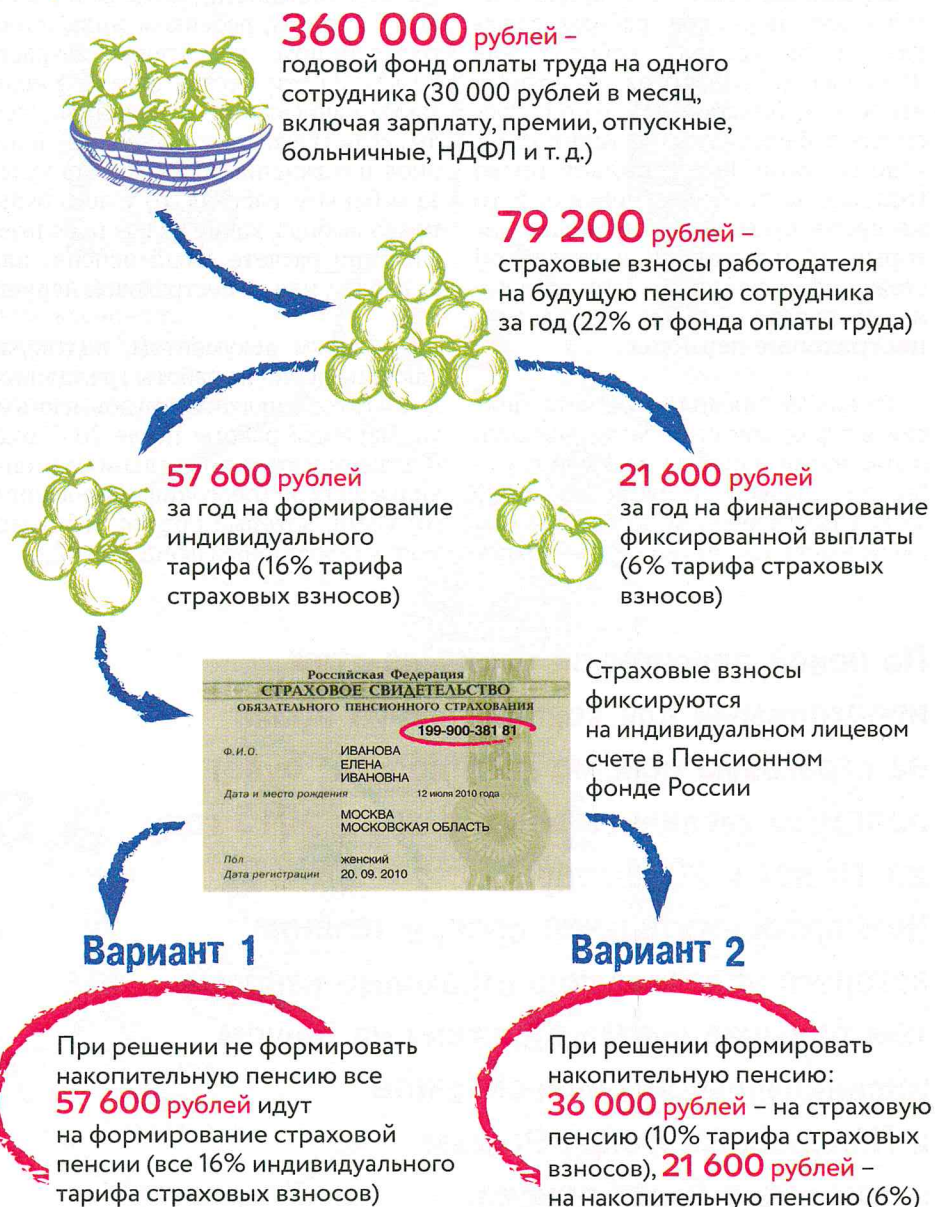 360 000 рублей –
годовой фонд оплаты труда на одного
сотрудника (30 000 рублей в месяц,
включая зарплату, премии, отпускные,
больничные, НДФЛ и т. д.)
79 200 рублей –
страховые взносы работодателя
на будущую пенсию сотрудника
за год (22% от фонда оплаты труда)
57 600 рублей
за год на формирование
индивидуального
тарифа (16% тарифа
страховых взносов)
21 600 рублей
за год на финансирование
фиксированной выплаты
(6% тарифа страховых
взносов)
Российская Федерация
СТРАХОВОЕ СВИДЕТЕЛЬСТВО
ОБЯЗАТЕЛЬНОГО ПЕНСИОННОГО СТРАХОВАНИЯ
199-900-381 81
Ф.И.О. ИВАНОВА
ЕЛЕНА
ИВАНОВНА
Дата и место рождения 12 июля 2010 года
МОСКВА
МОСКОВСКАЯ ОБЛАСТЬ
Пол женский
Дата регистрации 20. 09. 2010
Страховые взносы
фиксируются
на индивидуальном лицевом
счете в Пенсионном
фонде России
Вариант 1
При решении не формировать
накопительную пенсию все
57 600 рублей идут
на формирование страховой
пенсии (все 16% индивидуального
тарифа страховых взносов)
Вариант 2
При решении формировать
накопительную пенсию:
36 000 рублей – на страховую
пенсию (10% тарифа страховых
взносов), 21 600 рублей –
на накопительную пенсию (6%)